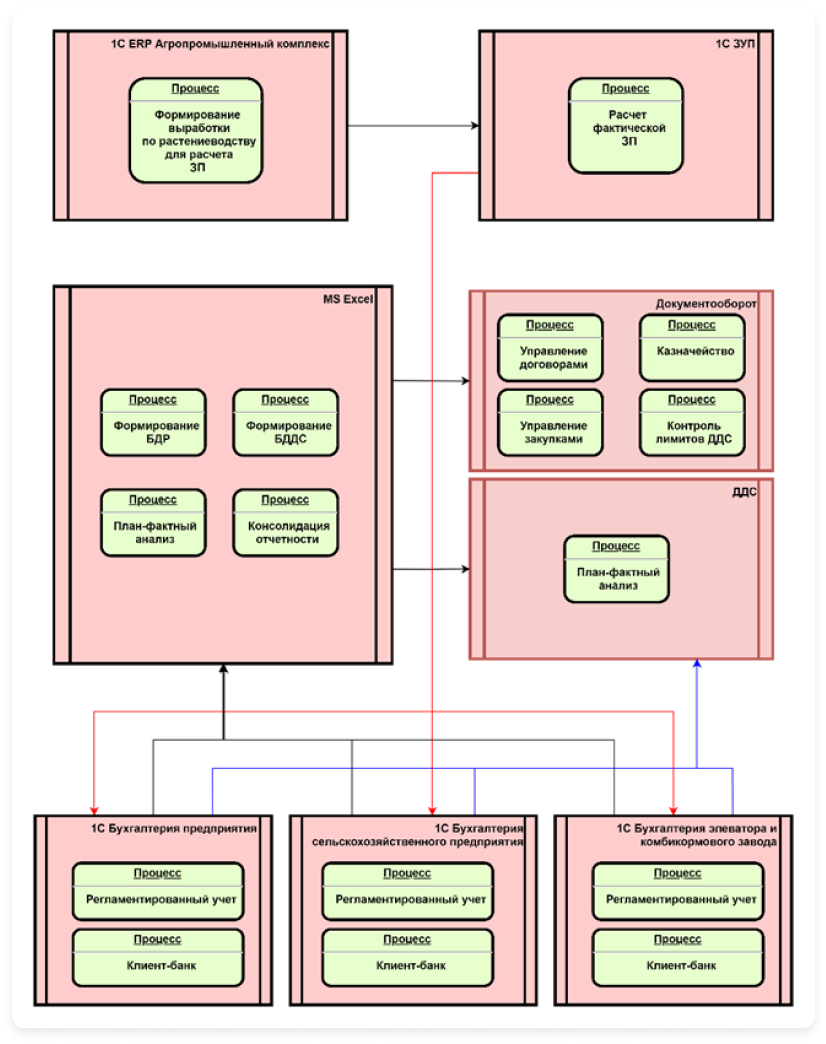 1С ERP Агропромышленный комплекс
Процесс
Формирование
выработки
по растениеводству
для расчета
ЗП
1С ЗУП
Процесс
Расчет
фактической
ЗП
MS Excel
Процесс
Формирование
БДР
Процесс
Формирование
БДДС
Процесс
План-фактный
анализ
Процесс
Консолидация
отчетности
Документооборот
Процесс
Управление
договорами
Процесс
Казначейство
Процесс
Управление
закупками
Процесс
Контроль
лимитов ДДС
ДДС
Процесс
План-фактный
анализ
1С Бухгалтерия предприятия
Процесс
Регламентированный учет
Процесс
Клиент-банк
1С Бухгалтерия
сельскохозяйственного предприятия
Процесс
Регламентированный учет
Процесс
Клиент-банк
1С Бухгалтерия элеватора и
комбикормового завода
Процесс
Регламентированный учет
Процесс
Клиент-банк